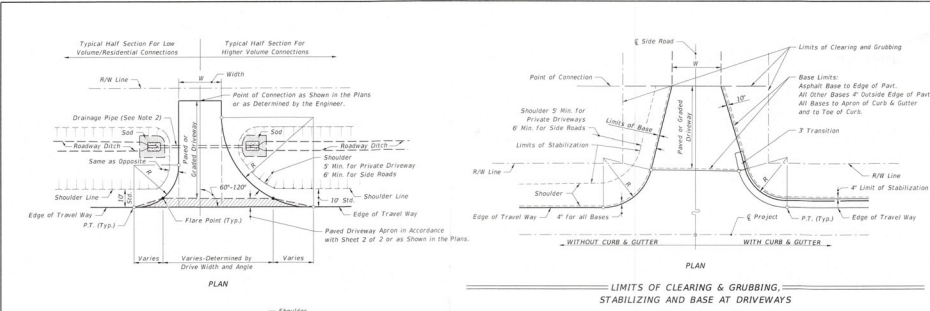 Typical Half Section For Low
Volume/Residential Connections
Typical Half Section For
Higher Volume Connections
R/W Line
W
Width
Point of Connection as Shown in the Plans
or as Determined by the Engineer.
Drainage Pipe (See Note 2)
Sod
Sod
Paved or
Graded Driveway
Roadway Ditch
Roadway Ditch
Same as Opposite
R
R
Shoulder
5' Min. for Private Driveway
6' Min. for Side Roads
60°-120°
Shoulder Line
Shoulder Line
10' Std.
10' Std.
Edge of Travel Way
Edge of Travel Way
P.T. (Typ.)
Flare Point (Typ.)
Paved Driveway Apron in Accordance
with Sheet 2 of 2 or as Shown in the Plans.
Varies
Varies-Determined by
Drive Width and Angle
Varies
PLAN
Shoulder
℄ Side Road
W
Limits of Clearing and Grubbing
Point of Connection
Base Limits:
Asphalt Base to Edge of Pavt.
All Other Bases 4" Outside Edge of Pavt.
All Bases to Apron of Curb & Gutter
and to Toe of Curb.
10'
Shoulder 5' Min. For
Private Driveways
6' Min. for Side Roads
Limits of Base
Paved or Graded
Driveway
Limits of Stabilization
3' Transition
R/W Line
R/W Line
R
R
Shoulder
4" Limit of Stabilization
Edge of Travel Way
4" for all Bases
P.T. (Typ.)
Edge of Travel Way
℄ Project
WITHOUT CURB & GUTTER
WITH CURB & GUTTER
PLAN
LIMITS OF CLEARING & GRUBBING,
STABILIZING AND BASE AT DRIVEWAYS